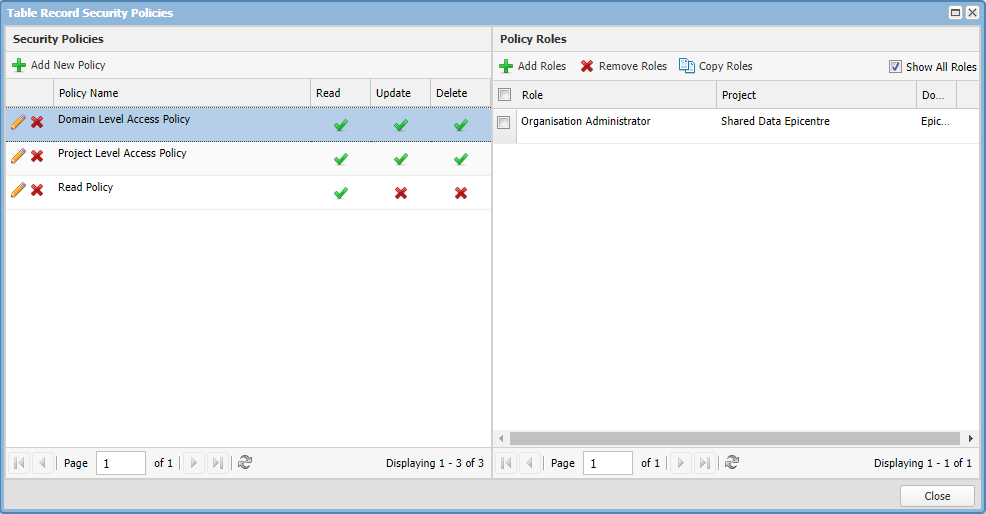 Table Record Security Policies
Security Policies
Add New Policy
Policy Name Read Update Delete
Domain Level Access Policy
Project Level Access Policy
Read Policy
Page 1 of 1 Displaying 1 - 3 of 3
Policy Roles
Add Roles Remove Roles Copy Roles Show All Roles
Role Project Do...
Organisation Administrator Shared Data Epicentre Epic...
Page 1 of 1 Displaying 1 - 1 of 1
Close